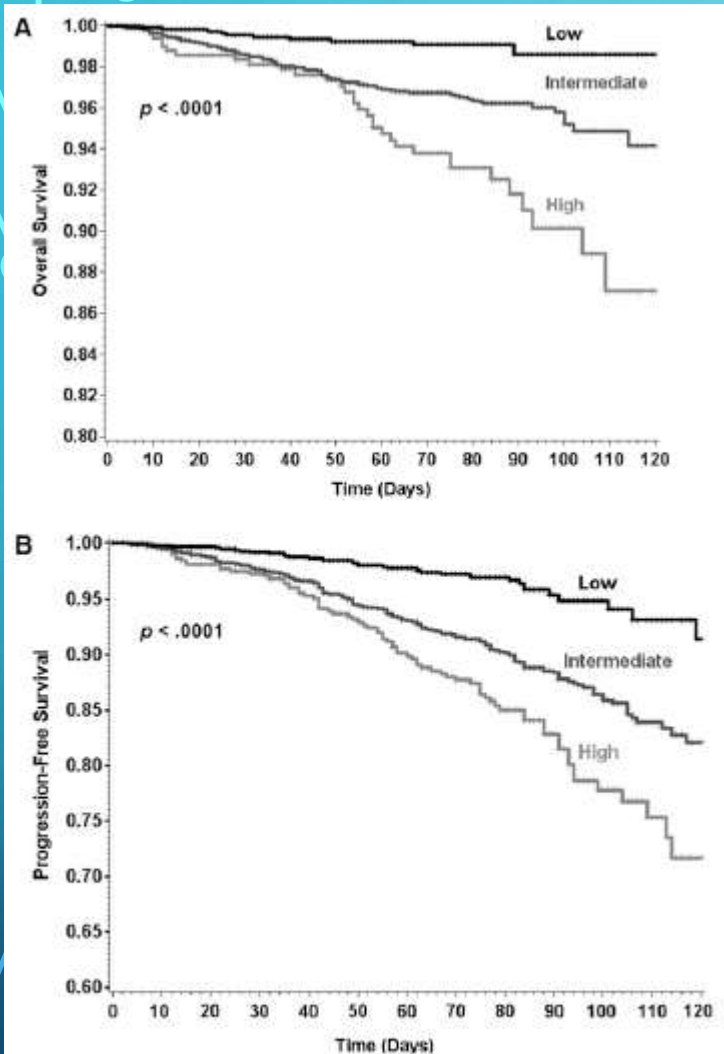 A
1.00
0.98
0.96
0.94
0.92
0.90
0.88
0.86
0.84
0.82
0.80
Overall Survival
Low
Intermediate
p < .0001
High
0 10 20 30 40 50 60 70 80 90 100 110 120
Time (Days)
B
1.00
0.95
0.90
0.85
0.80
0.75
0.70
0.65
0.60
Progression-Free Survival
Low
p < .0001
Intermediate
High
0 10 20 30 40 50 60 70 80 90 100 110 120
Time (Days)